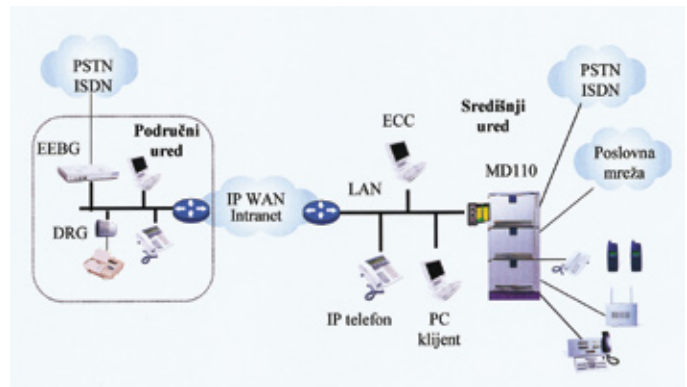 PSTN
ISDN
EEBG
Područni
ured
DRG
IP WAN
Intranet
ECC
LAN
IP telefon
PC
klijent
Središnji
ured
MD110
PSTN
ISDN
Poslovna
mreža